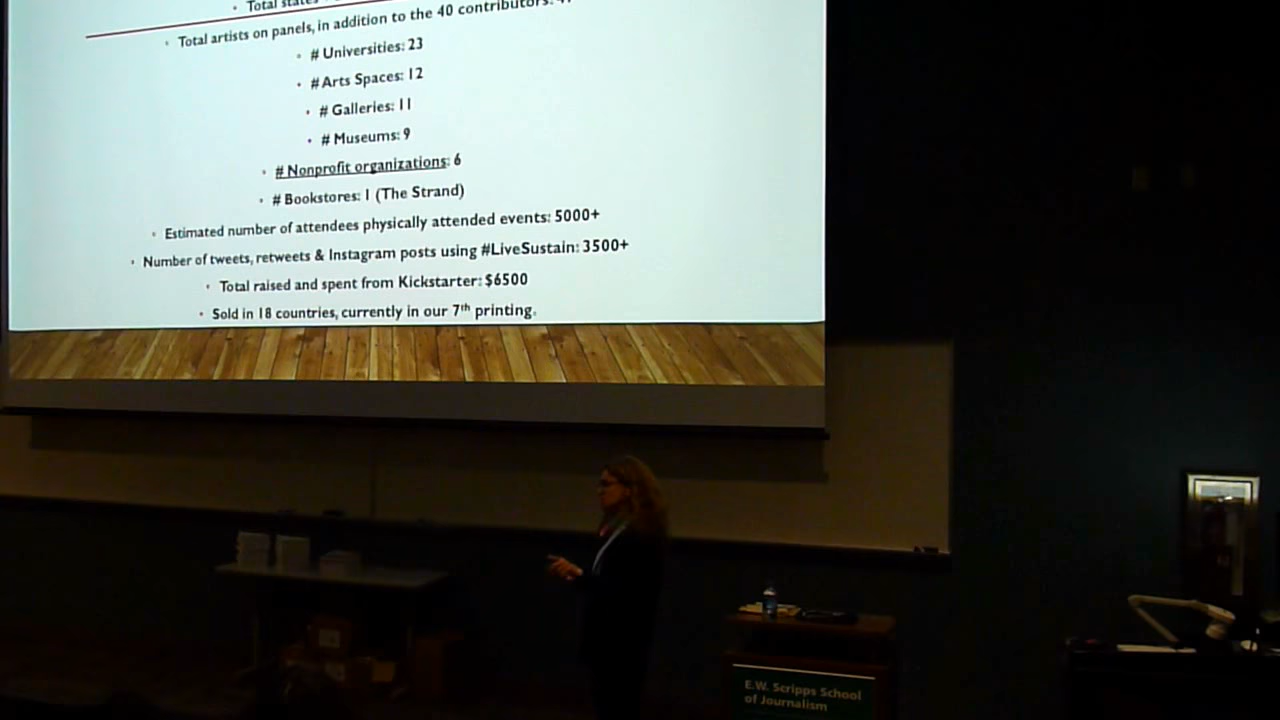 Total states
Total artists on panels, in addition to the 40 contributors:
# Universities: 23
# Arts Spaces: 12
# Galleries: 11
# Museums: 9
# Nonprofit organizations: 6
# Bookstores: 1 (The Strand)
Estimated number of attendees physically attended events: 5000+
Number of tweets, retweets & Instagram posts using #LiveSustain: 3500+
Total raised and spent from Kickstarter: $6500
Sold in 18 countries, currently in our 7th printing.
E.W. Scripps School
of Journalism